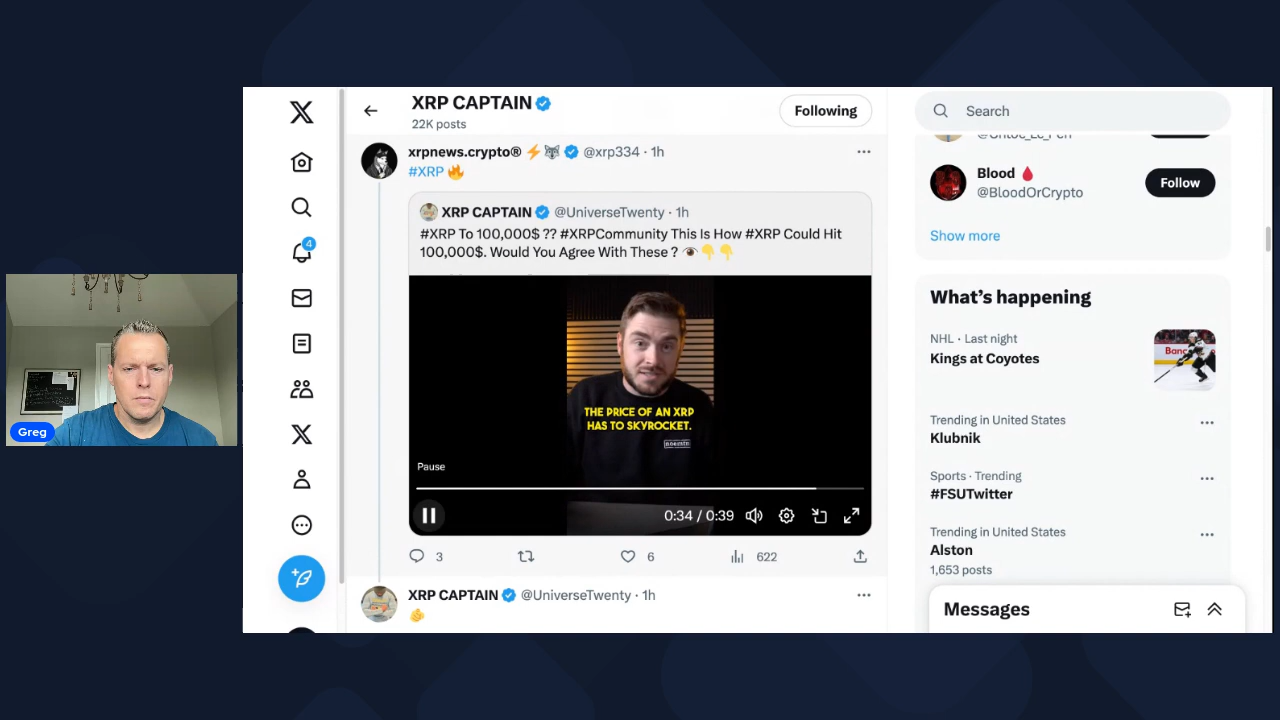 XRP CAPTAIN
22K posts
Following
Search
xrpnews.crypto® ⚡🐺 @xrp334 · 1h
#XRP 🔥
XRP CAPTAIN @UniverseTwenty · 1h
#XRP To 100,000$ ?? #XRPCommunity This Is How #XRP Could Hit
100,000$. Would You Agree With These ? 👁👇👇
THE PRICE OF AN XRP
HAS TO SKYROCKET.
Pause
0:34 / 0:39
3
6
622
XRP CAPTAIN @UniverseTwenty · 1h
Blood 🩸
@BloodOrCrypto
Follow
Show more
What's happening
NHL · Last night
Kings at Coyotes
Trending in United States
Klubnik
Sports · Trending
#FSUTwitter
Trending in United States
Alston
1,653 posts
Messages
4
Greg